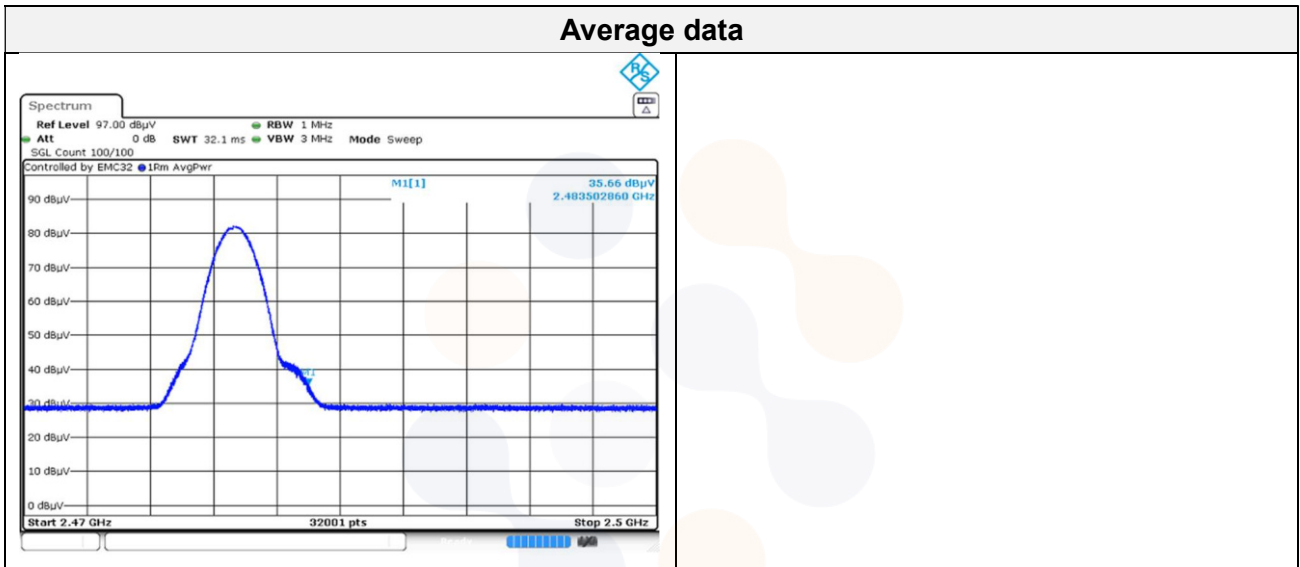 Average data
R&S
Spectrum
Ref Level 97.00 dBµV RBW 1 MHz
Att 0 dB SWT 32.1 ms VBW 3 MHz Mode Sweep
SGL Count 100/100
Controlled by EMC32 1Rm AvgPwr
M1[1] 35.66 dBµV
2.483502860 GHz
90 dBµV
80 dBµV
70 dBµV
60 dBµV
50 dBµV
40 dBµV
M1
30 dBµV
20 dBµV
10 dBµV
0 dBµV
Start 2.47 GHz 32001 pts Stop 2.5 GHz